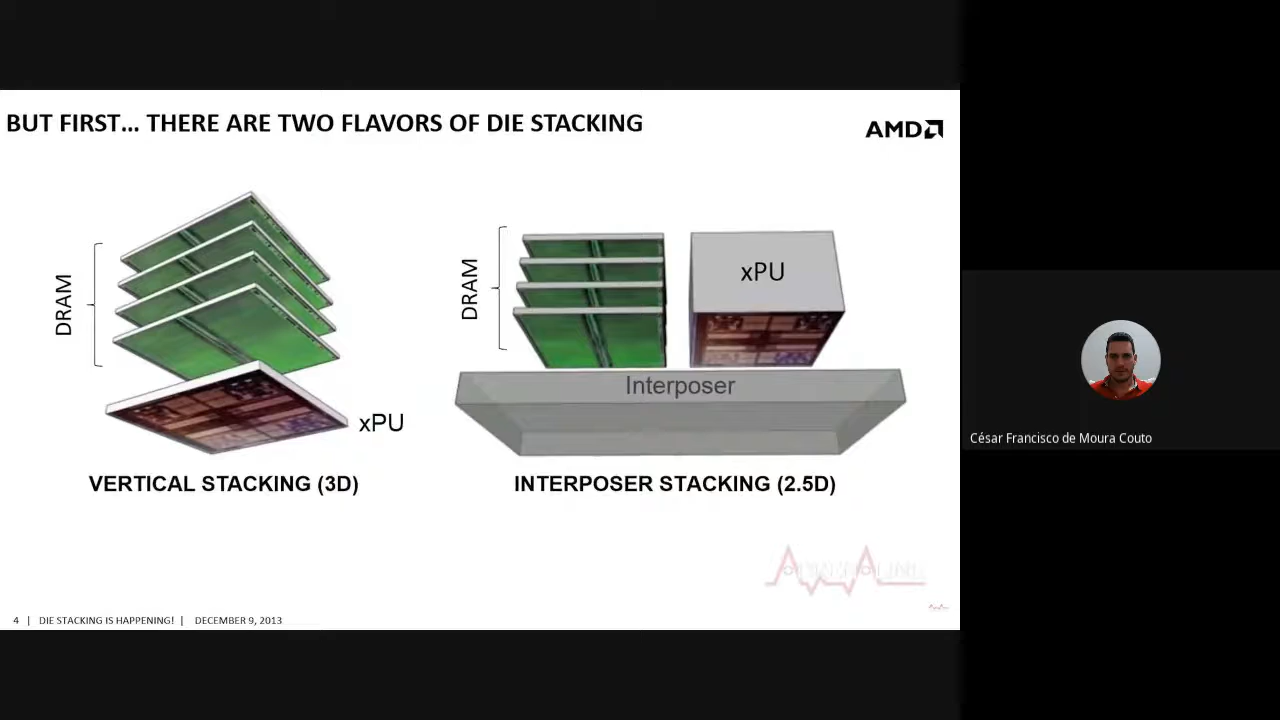 BUT FIRST... THERE ARE TWO FLAVORS OF DIE STACKING
AMD
DRAM
xPU
VERTICAL STACKING (3D)
DRAM
xPU
Interposer
INTERPOSER STACKING (2.5D)
4 | DIE STACKING IS HAPPENING! | DECEMBER 9, 2013
César Francisco de Moura Couto